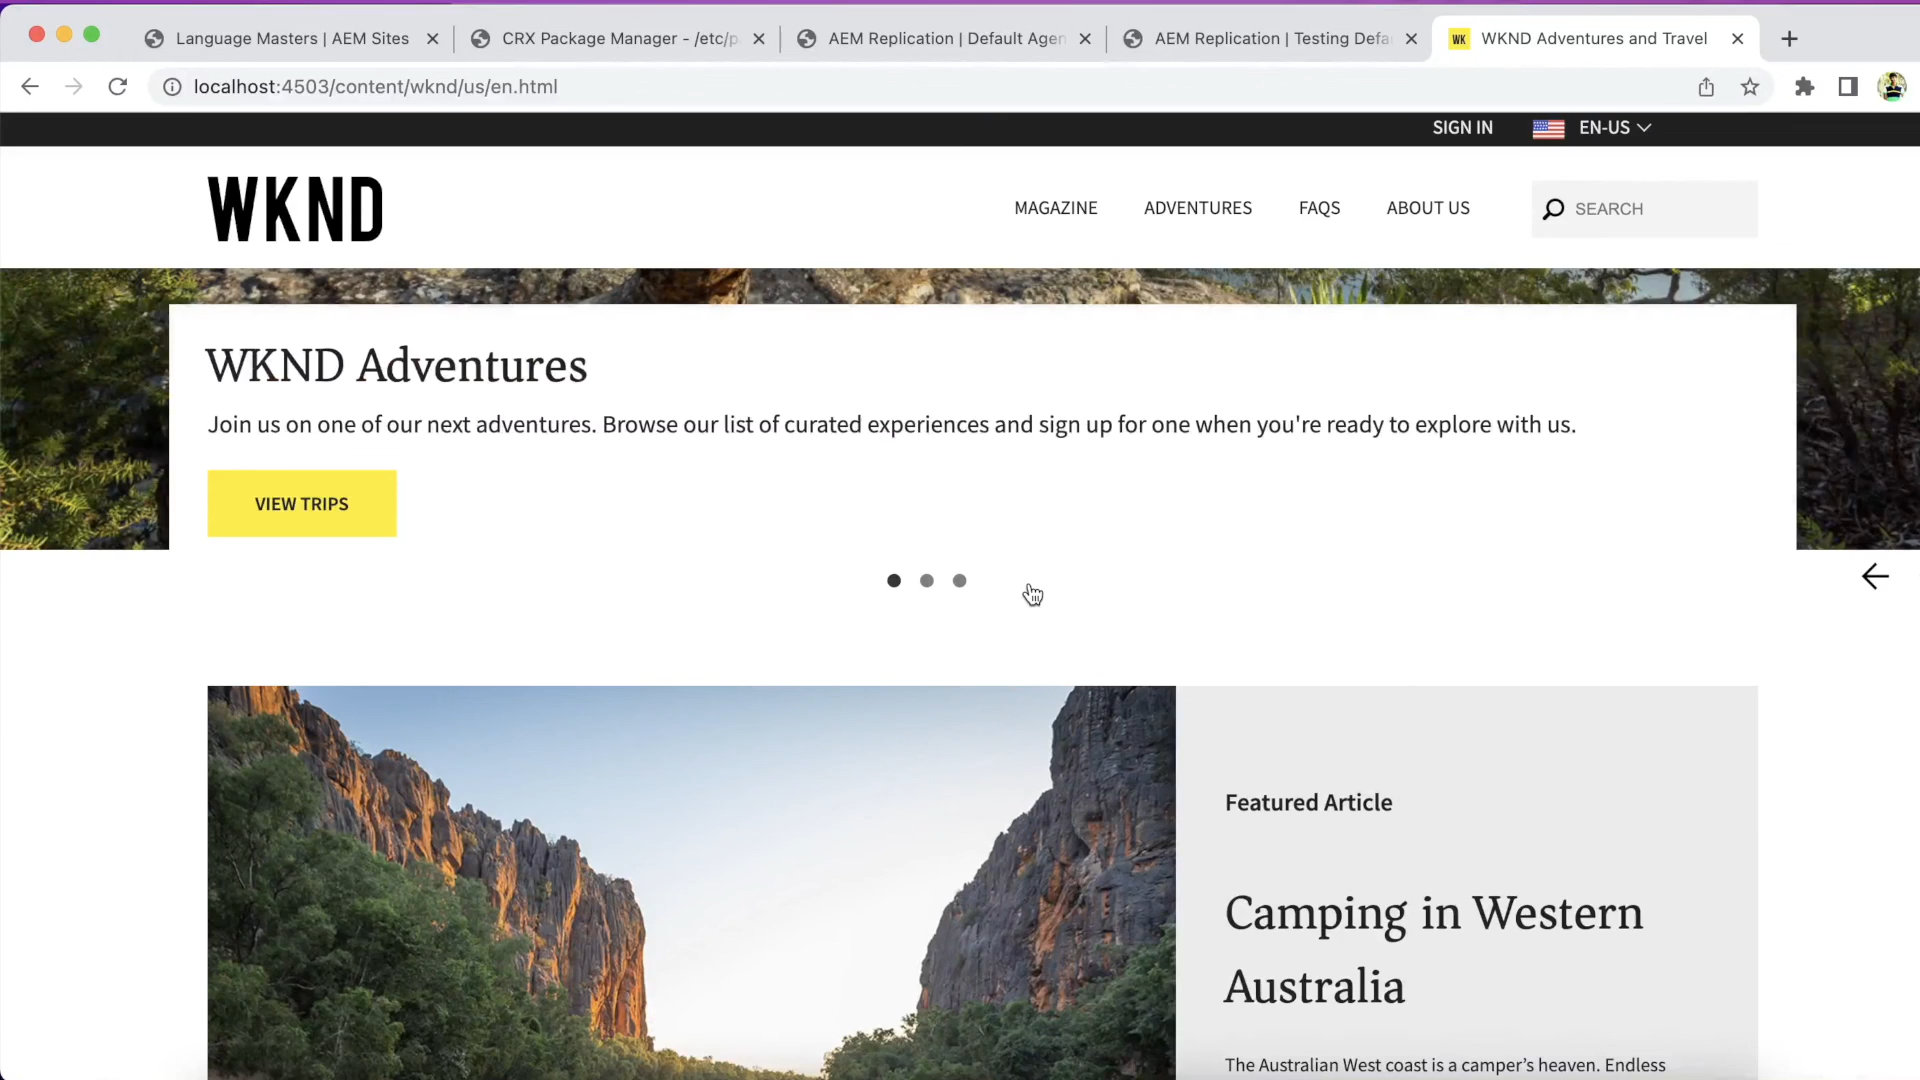 Language Masters | AEM Sites
CRX Package Manager - /etc/p
AEM Replication | Default Agen
AEM Replication | Testing Defa
WK WKND Adventures and Travel
localhost:4503/content/wknd/us/en.html
SIGN IN EN-US
WKND
MAGAZINE ADVENTURES FAQS ABOUT US SEARCH
WKND Adventures
Join us on one of our next adventures. Browse our list of curated experiences and sign up for one when you're ready to explore with us.
VIEW TRIPS
Featured Article
Camping in Western
Australia
The Australian West coast is a camper’s heaven. Endless